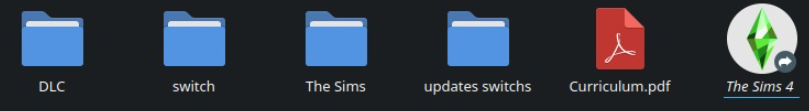 DLC
switch
The Sims
updates switchs
Curriculum.pdf
The Sims 4